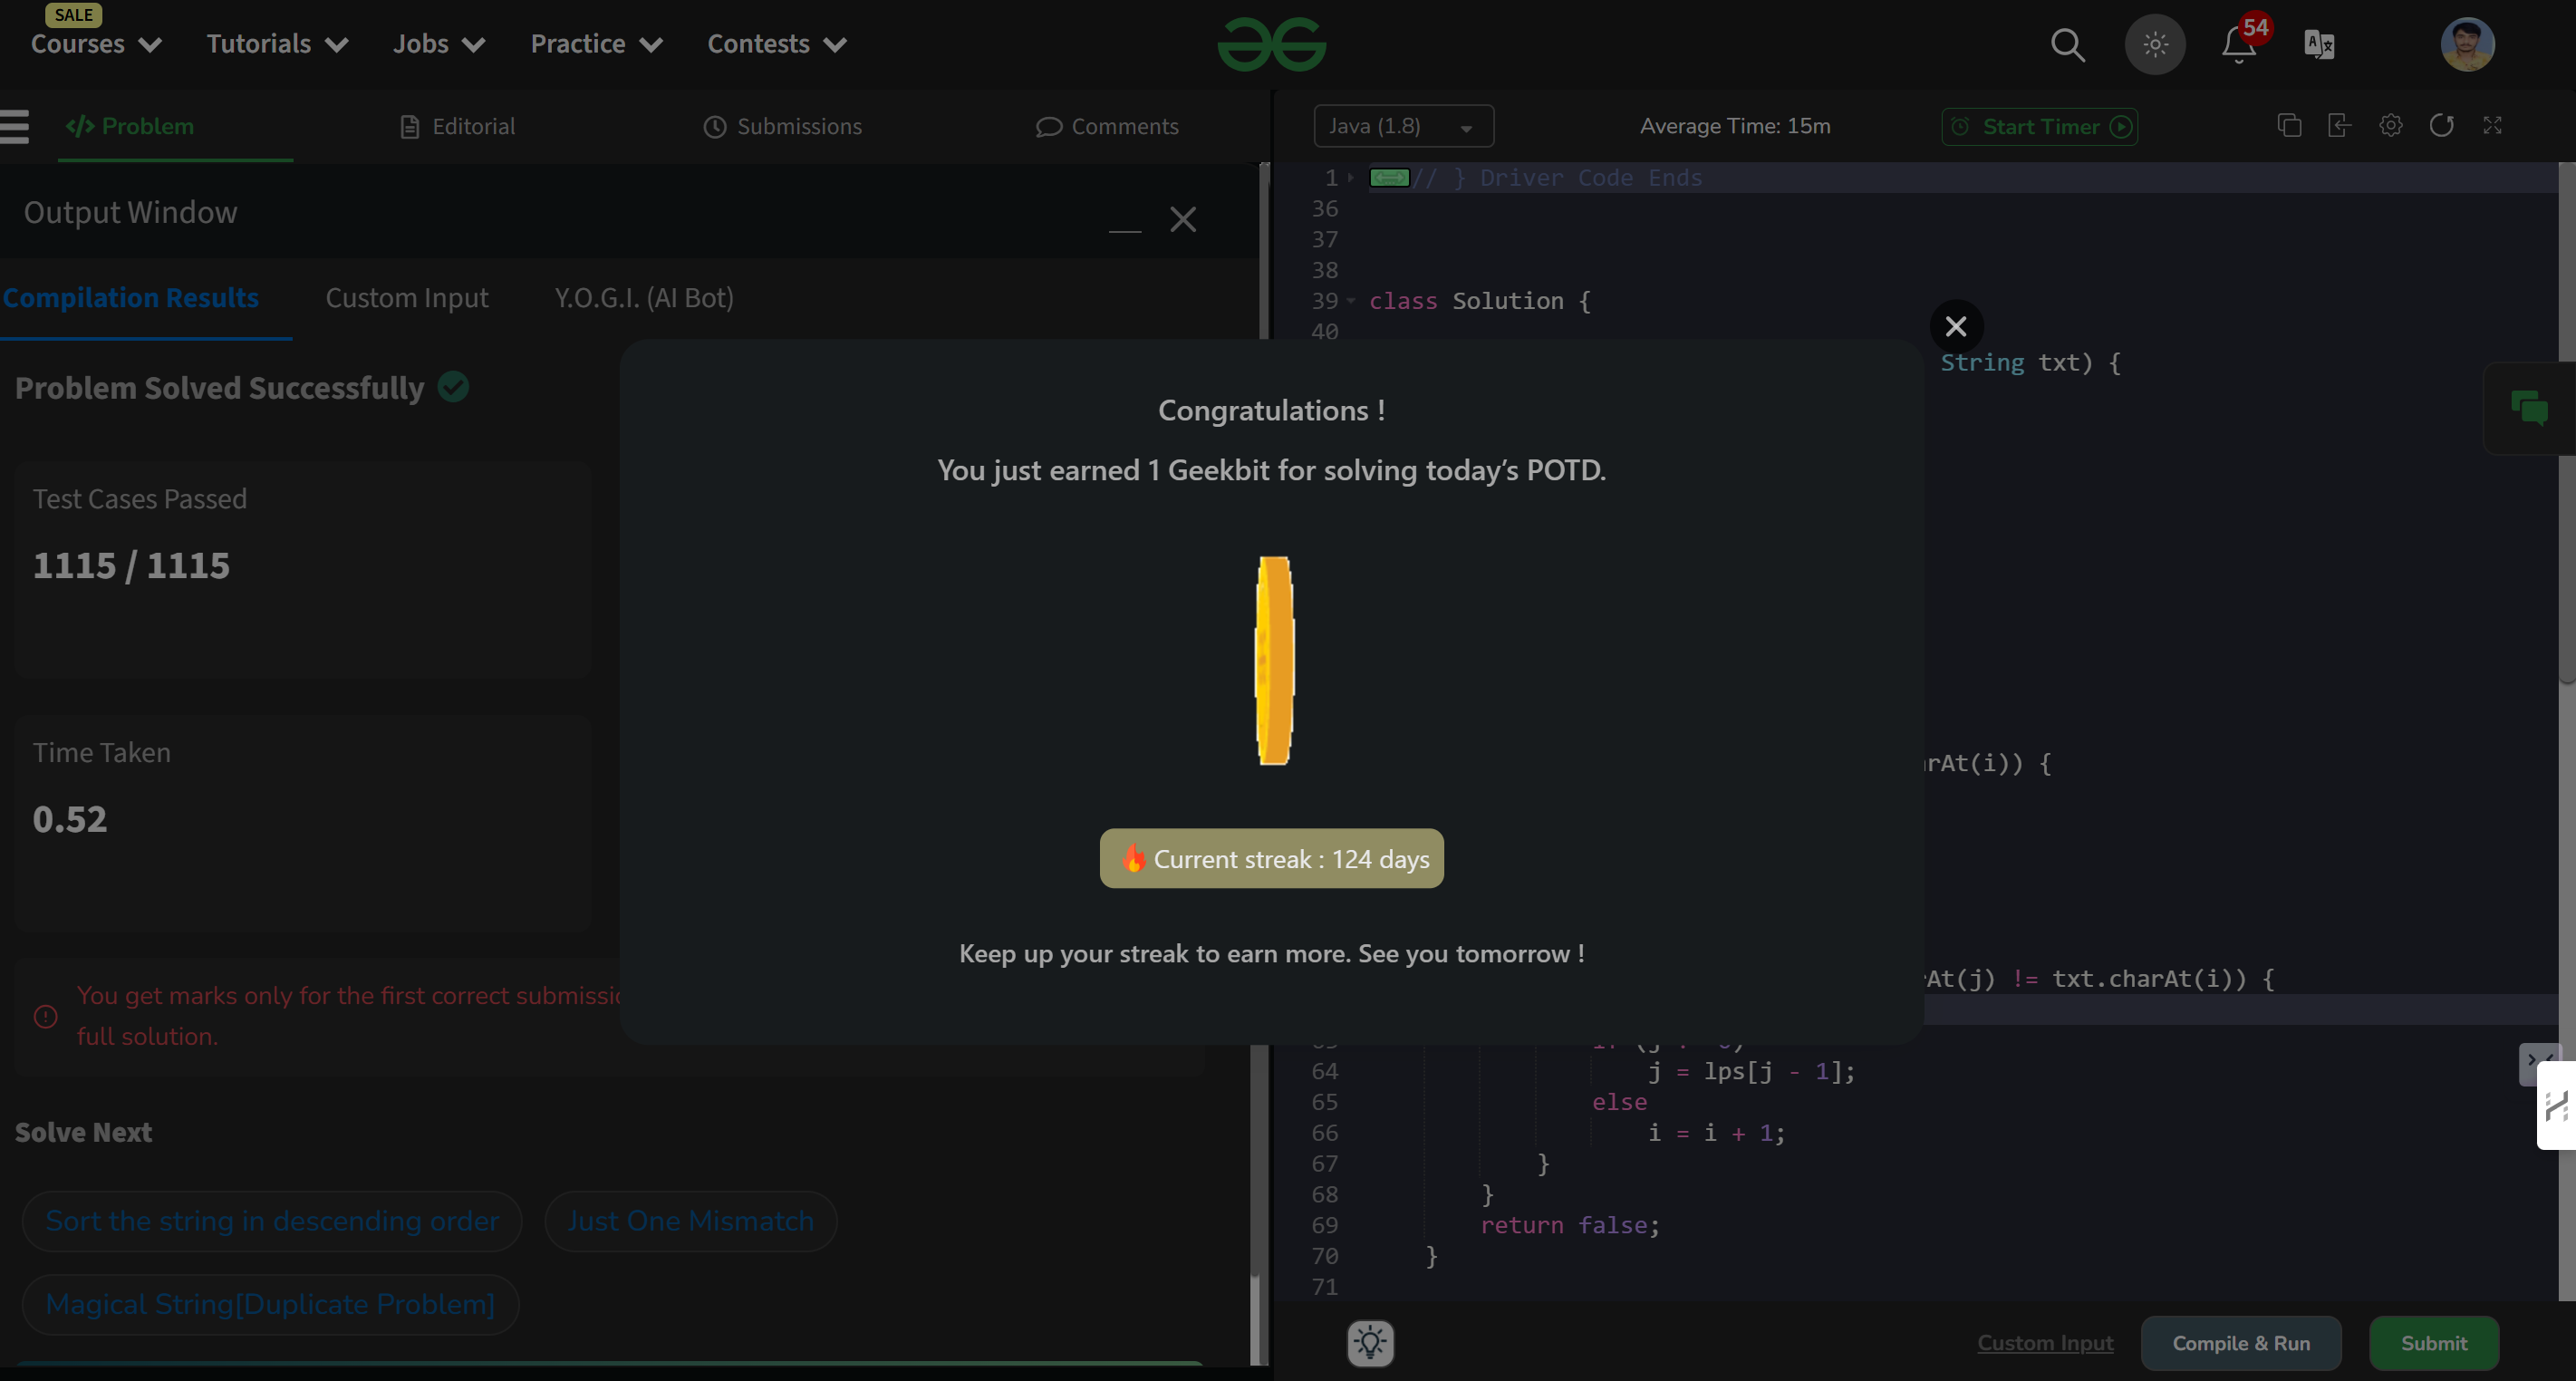 SALE
Courses
Tutorials
Jobs
Practice
Contests
54
Problem
Editorial
Submissions
Comments
Java (1.8)
Average Time: 15m
Start Timer
Output Window
Compilation Results
Custom Input
Y.O.G.I. (AI Bot)
Problem Solved Successfully
Test Cases Passed
1115 / 1115
Time Taken
0.52
You get marks only for the first correct submissi
full solution.
Solve Next
Sort the string in descending order
Just One Mismatch
Magical String[Duplicate Problem]
Congratulations !
You just earned 1 Geekbit for solving today's POTD.
Current streak : 124 days
Keep up your streak to earn more. See you tomorrow !
1 // } Driver Code Ends
36
37
38
39 class Solution {
40
String txt) {
rAt(i)) {
At(j) != txt.charAt(i)) {
64 j = lps[j - 1];
65 else
66 i = i + 1;
67 }
68 }
69 return false;
70 }
71
Custom Input
Compile & Run
Submit